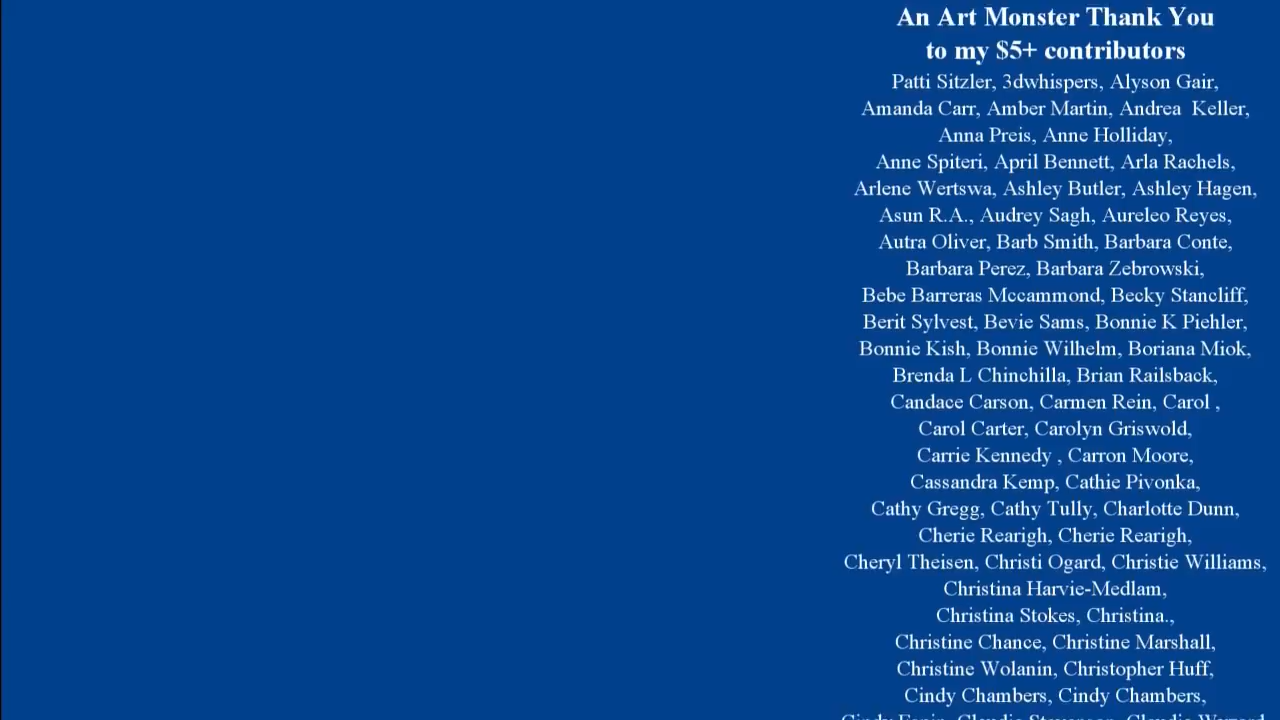 An Art Monster Thank You
to my $5+ contributors
Patti Sitzler, 3dwhispers, Alyson Gair,
Amanda Carr, Amber Martin, Andrea  Keller,
Anna Preis, Anne Holliday,
Anne Spiteri, April Bennett, Arla Rachels,
Arlene Wertswa, Ashley Butler, Ashley Hagen,
Asun R.A., Audrey Sagh, Aureleo Reyes,
Autra Oliver, Barb Smith, Barbara Conte,
Barbara Perez, Barbara Zebrowski,
Bebe Barreras Mccammond, Becky Stancliff,
Berit Sylvest, Bevie Sams, Bonnie K Piehler,
Bonnie Kish, Bonnie Wilhelm, Boriana Miok,
Brenda L Chinchilla, Brian Railsback,
Candace Carson, Carmen Rein, Carol ,
Carol Carter, Carolyn Griswold,
Carrie Kennedy , Carron Moore,
Cassandra Kemp, Cathie Pivonka,
Cathy Gregg, Cathy Tully, Charlotte Dunn,
Cherie Rearigh, Cherie Rearigh,
Cheryl Theisen, Christi Ogard, Christie Williams,
Christina Harvie-Medlam,
Christina Stokes, Christina.,
Christine Chance, Christine Marshall,
Christine Wolanin, Christopher Huff,
Cindy Chambers, Cindy Chambers,